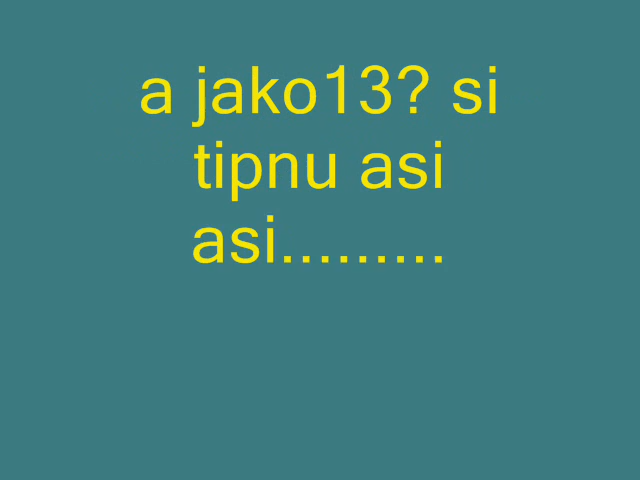 a jako13? si
tipnu asi
asi.........